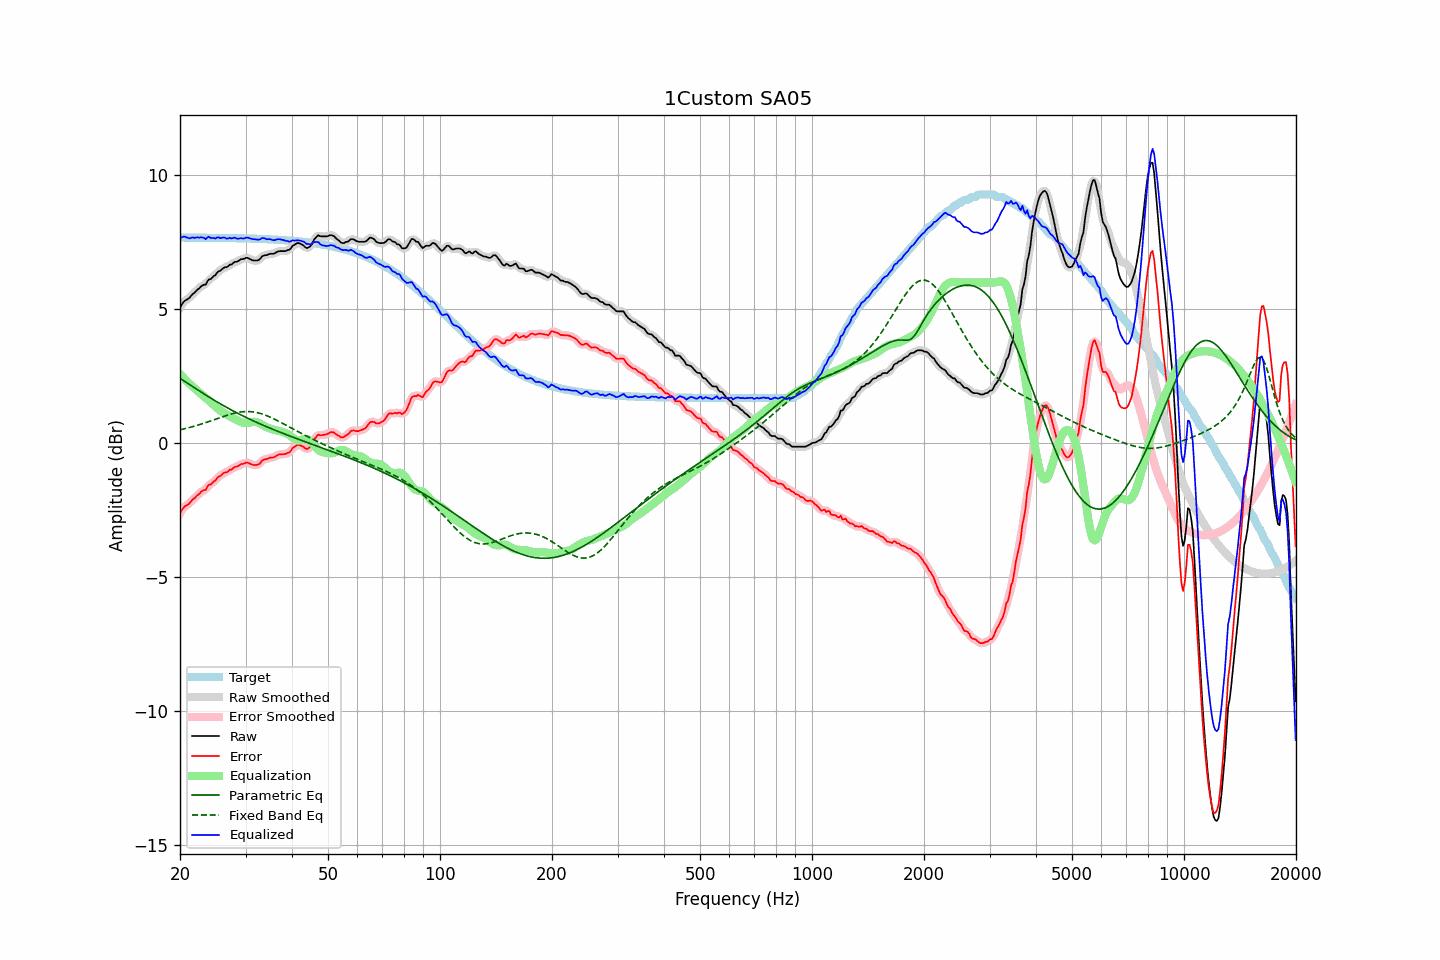 1Custom SA05
Amplitude (dBr)
10
5
0
−5
−10
−15
Target
Raw Smoothed
Error Smoothed
Raw
Error
Equalization
Parametric Eq
Fixed Band Eq
Equalized
20 50 100 200 500 1000 2000 5000 10000 20000
Frequency (Hz)